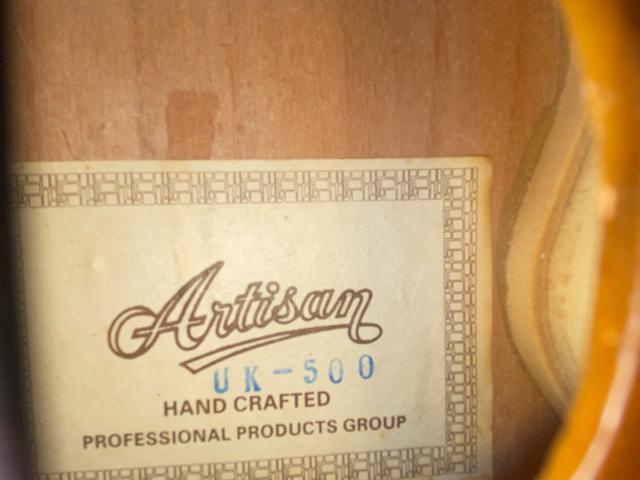 Artisan
UK-500
HAND CRAFTED
PROFESSIONAL PRODUCTS GROUP